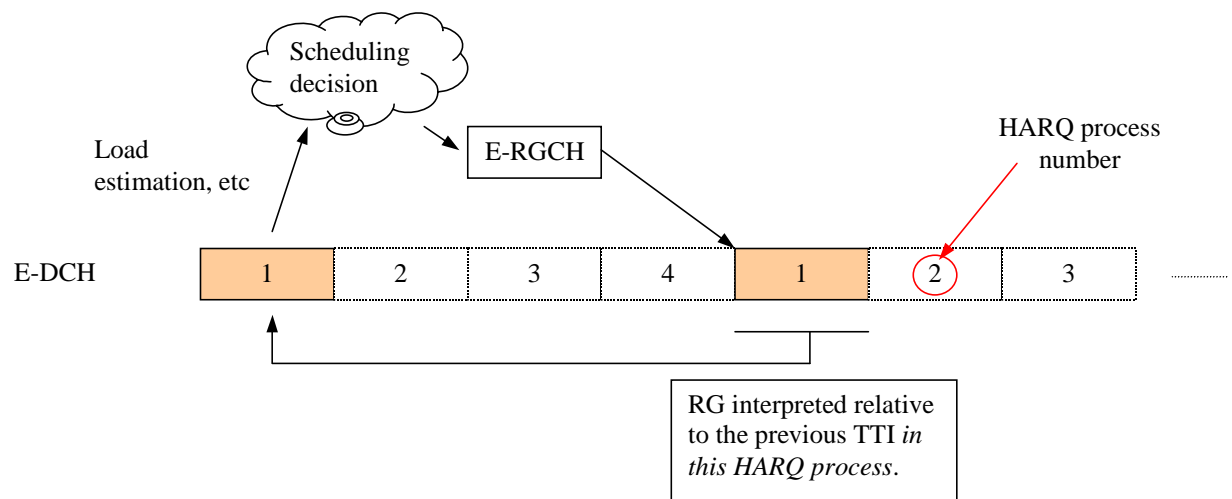 Scheduling
decision
Load
estimation, etc
E-RGCH
HARQ process
number
E-DCH
1 2 3 4 1 2 3
RG interpreted relative
to the previous TTI in
this HARQ process.